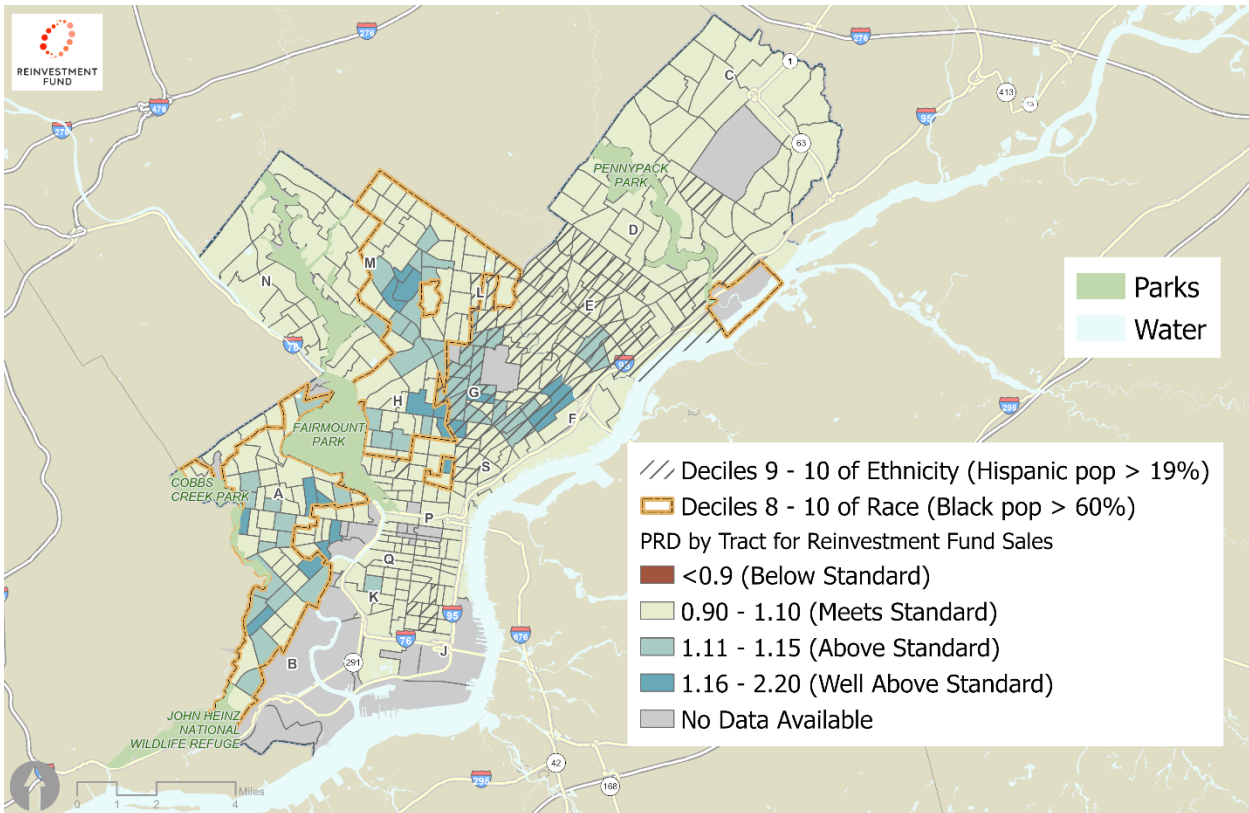 REINVESTMENT
FUND
276
276
1
413
13
476
276
C
95
63
PENNYPACK
PARK
D
N
M
L
E
Parks
Water
76
95
295
G
H
F
FAIRMOUNT
PARK
S
COBBS
CREEK PARK
A
P
Q
K
95
676
76
J
B
291
JOHN HEINZ
NATIONAL
WILDLIFE REFUGE
Deciles 9 - 10 of Ethnicity (Hispanic pop > 19%)
Deciles 8 - 10 of Race (Black pop > 60%)
PRD by Tract for Reinvestment Fund Sales
<0.9 (Below Standard)
0.90 - 1.10 (Meets Standard)
1.11 - 1.15 (Above Standard)
1.16 - 2.20 (Well Above Standard)
No Data Available
42
295
168
Miles
0 1 2 4